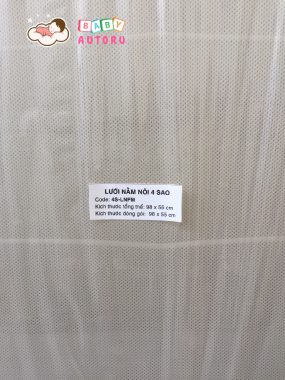 BABY
AUTORU
LƯỚI NẰM NÔI 4 SAO
Code: 4S-LNFM
Kích thước tổng thể: 98 x 55 cm
Kích thước đóng gói: 98 x 55 cm